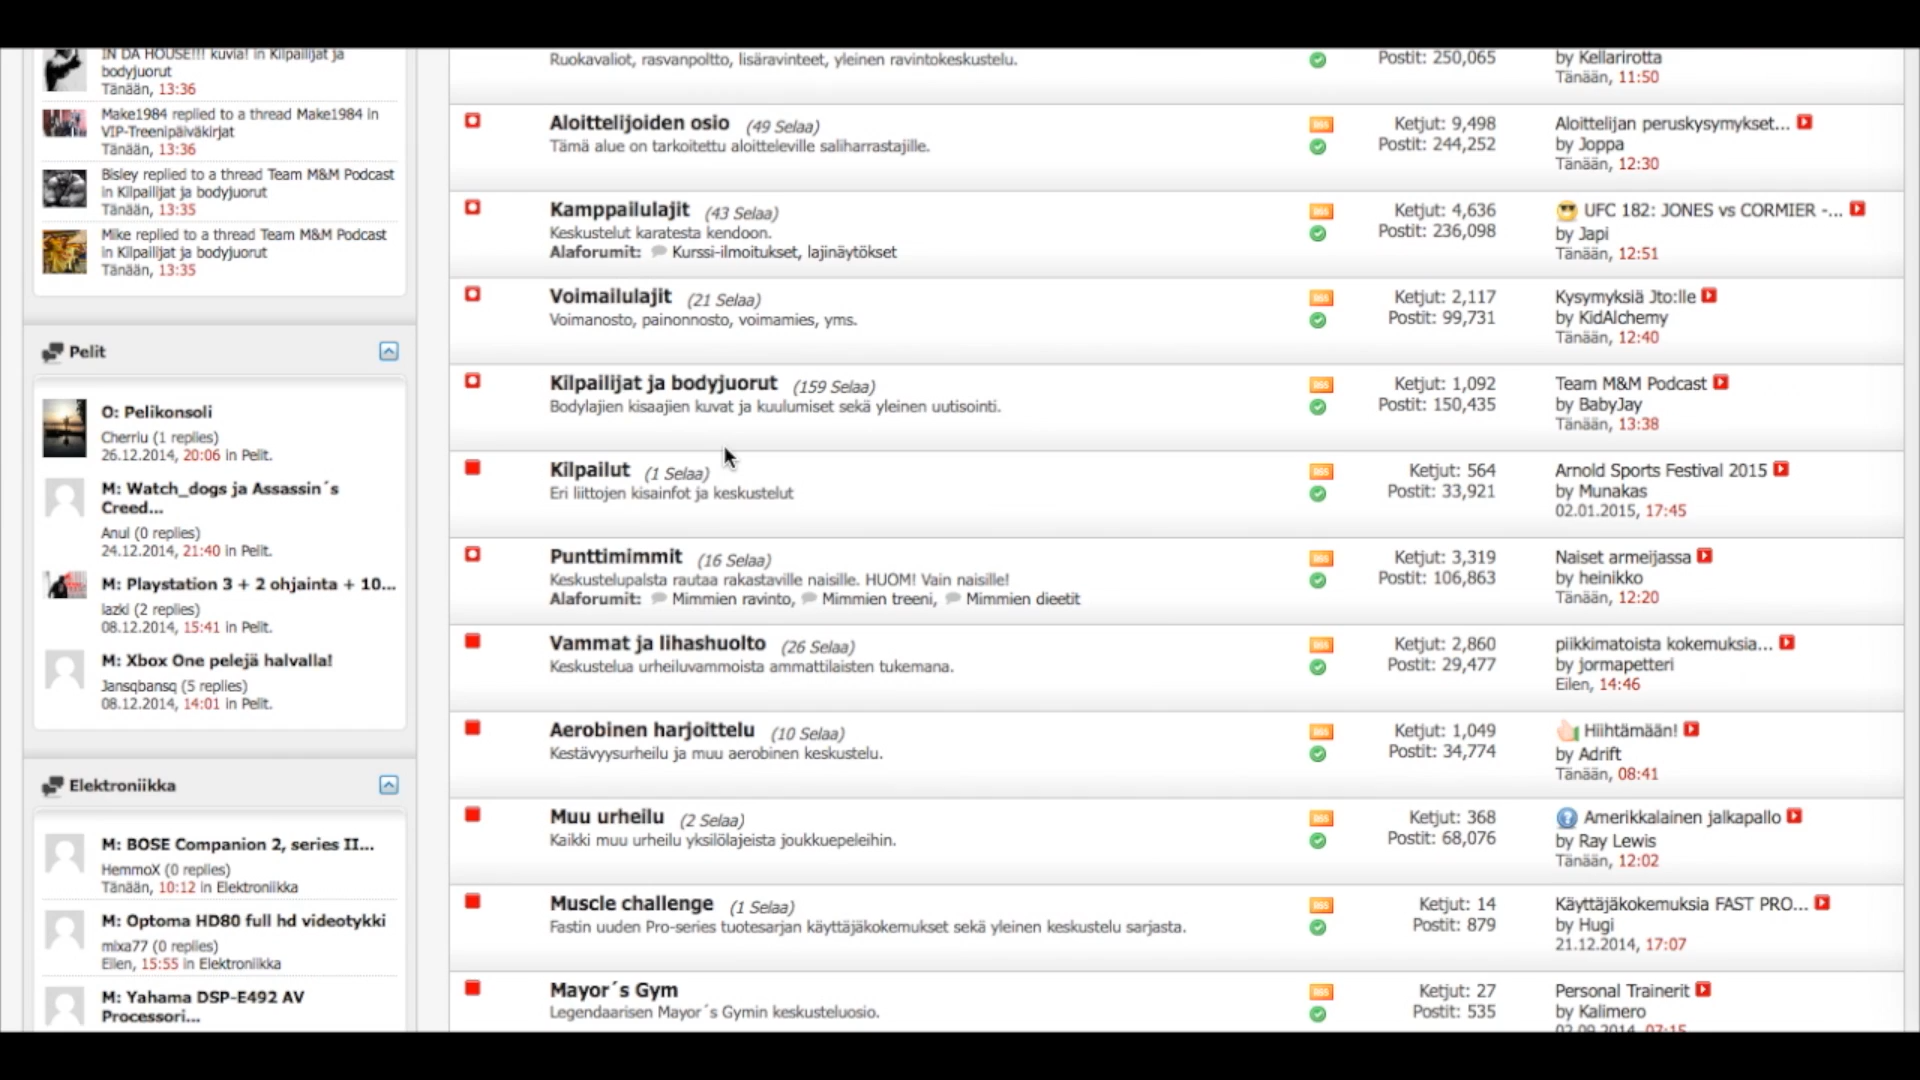 IN DA HOUSE!!! kuvia! in Kilpailijat ja
bodyjuorut
Tänään, 13:36
Make1984 replied to a thread Make1984 in
VIP-Treenipäiväkirjat
Tänään, 13:36
Bisley replied to a thread Team M&M Podcast
in Kilpailijat ja bodyjuorut
Tänään, 13:35
Mike replied to a thread Team M&M Podcast
in Kilpailijat ja bodyjuorut
Tänään, 13:35
Pelit
O: Pelikonsoli
Cherriu (1 replies)
26.12.2014, 20:06 in Pelit.
M: Watch_dogs ja Assassin´s
Creed...
Anul (0 replies)
24.12.2014, 21:40 in Pelit.
M: Playstation 3 + 2 ohjainta + 10...
lazki (2 replies)
08.12.2014, 15:41 in Pelit.
M: Xbox One pelejä halvalla!
Jansqbansq (5 replies)
08.12.2014, 14:01 in Pelit.
Elektroniikka
M: BOSE Companion 2, series II...
HemmoX (0 replies)
Tänään, 10:12 in Elektroniikka
M: Optoma HD80 full hd videotykki
mixa77 (0 replies)
Eilen, 15:55 in Elektroniikka
M: Yahama DSP-E492 AV
Processori...
Ruokavaliot, rasvanpoltto, lisäravinteet, yleinen ravintokeskustelu.
Postit: 250,065
by Kellarirotta
Tänään, 11:50
Aloittelijoiden osio (49 Selaa)
Tämä alue on tarkoitettu aloitteleville saliharrastajille.
RSS
Ketjut: 9,498
Postit: 244,252
Aloittelijan peruskysymykset...
by Joppa
Tänään, 12:30
Kamppailulajit (43 Selaa)
Keskustelut karatesta kendoon.
Alaforumit: Kurssi-ilmoitukset, lajinäytökset
RSS
Ketjut: 4,636
Postit: 236,098
UFC 182: JONES vs CORMIER -...
by Japi
Tänään, 12:51
Voimailulajit (21 Selaa)
Voimanosto, painonnosto, voimamies, yms.
RSS
Ketjut: 2,117
Postit: 99,731
Kysymyksiä Jto:lle
by KidAlchemy
Tänään, 12:40
Kilpailijat ja bodyjuorut (159 Selaa)
Bodylajien kisaajien kuvat ja kuulumiset sekä yleinen uutisointi.
RSS
Ketjut: 1,092
Postit: 150,435
Team M&M Podcast
by BabyJay
Tänään, 13:38
Kilpailut (1 Selaa)
Eri liittojen kisainfot ja keskustelut
RSS
Ketjut: 564
Postit: 33,921
Arnold Sports Festival 2015
by Munakas
02.01.2015, 17:45
Punttimimmit (16 Selaa)
Keskustelupalsta rautaa rakastaville naisille. HUOM! Vain naisille!
Alaforumit: Mimmien ravinto, Mimmien treeni, Mimmien dieetit
RSS
Ketjut: 3,319
Postit: 106,863
Naiset armeijassa
by heinikko
Tänään, 12:20
Vammat ja lihashuolto (26 Selaa)
Keskustelua urheiluvammoista ammattilaisten tukemana.
RSS
Ketjut: 2,860
Postit: 29,477
piikkimatoista kokemuksia...
by jormapetteri
Eilen, 14:46
Aerobinen harjoittelu (10 Selaa)
Kestävyysurheilu ja muu aerobinen keskustelu.
RSS
Ketjut: 1,049
Postit: 34,774
Hiihtämään!
by Adrift
Tänään, 08:41
Muu urheilu (2 Selaa)
Kaikki muu urheilu yksilölajeista joukkuepeleihin.
RSS
Ketjut: 368
Postit: 68,076
Amerikkalainen jalkapallo
by Ray Lewis
Tänään, 12:02
Muscle challenge (1 Selaa)
Fastin uuden Pro-series tuotesarjan käyttäjäkokemukset sekä yleinen keskustelu sarjasta.
RSS
Ketjut: 14
Postit: 879
Käyttäjäkokemuksia FAST PRO...
by Hugi
21.12.2014, 17:07
Mayor´s Gym
Legendaarisen Mayor´s Gymin keskusteluosio.
RSS
Ketjut: 27
Postit: 535
Personal Trainerit
by Kalimero
02.09.2014, 07:15